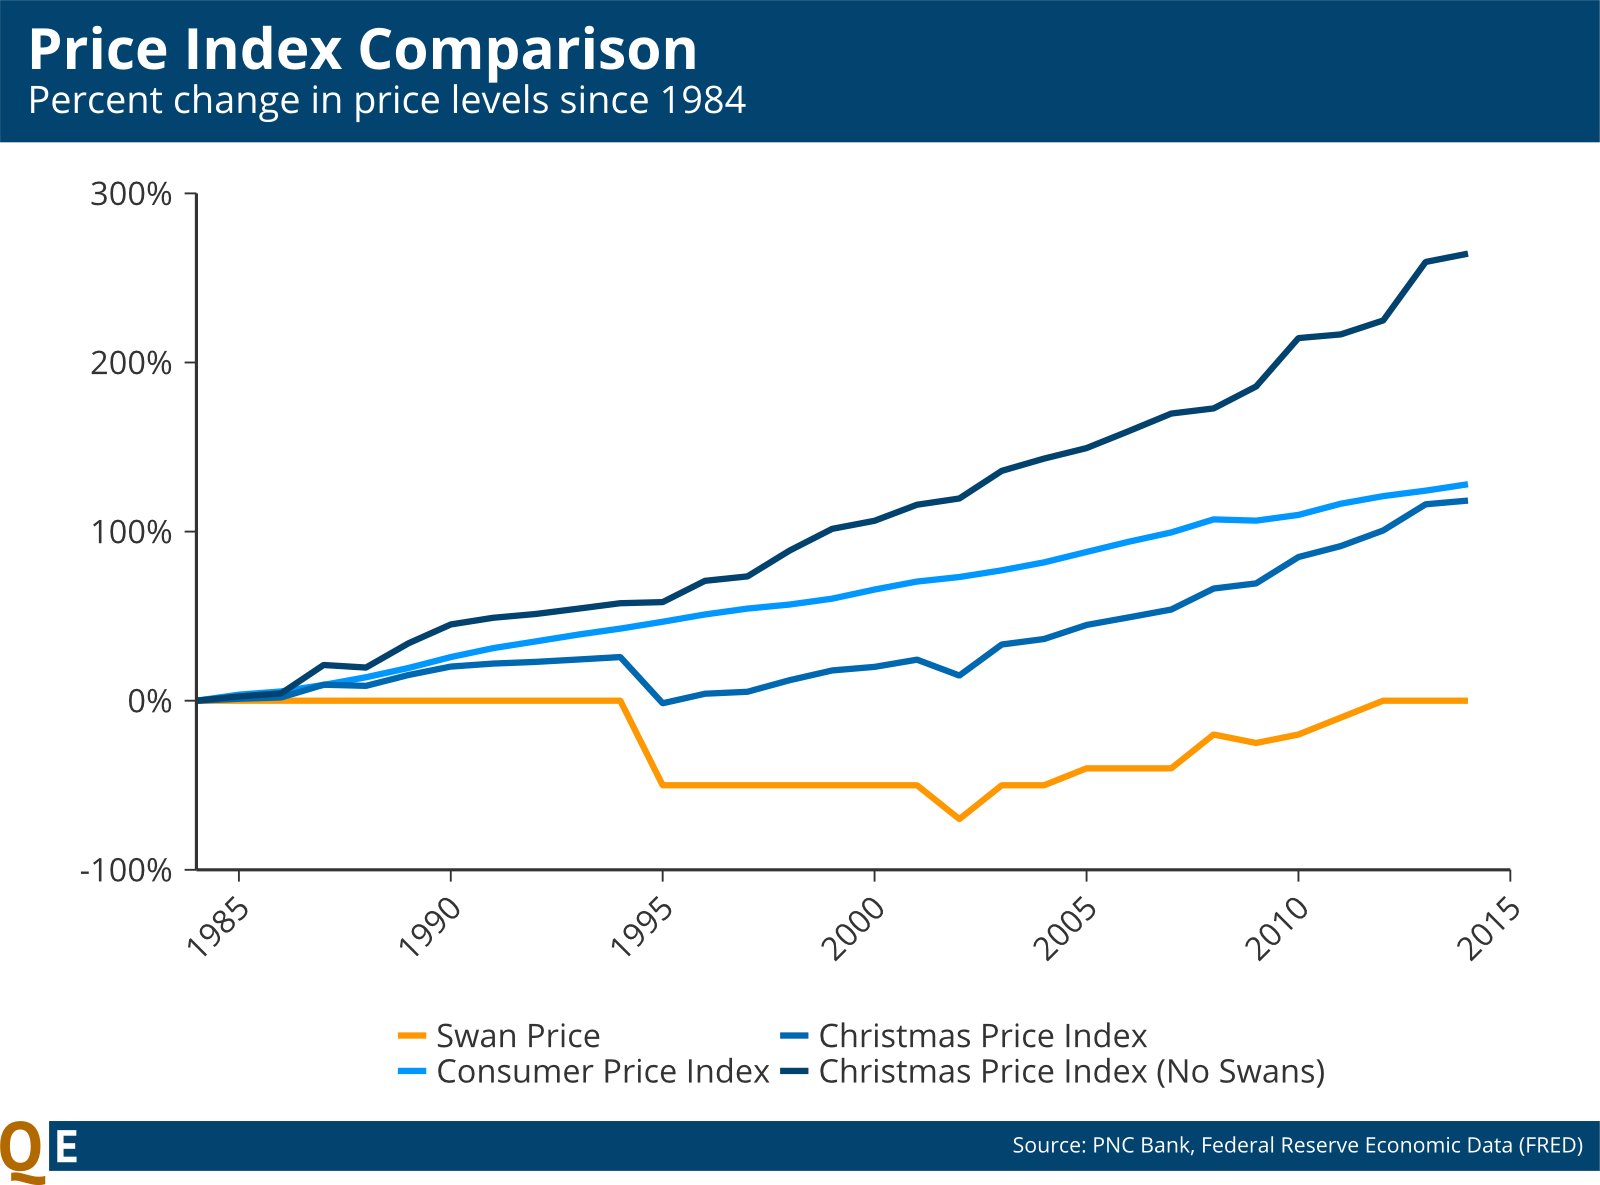 Price Index Comparison
Percent change in price levels since 1984
300%
200%
100%
0%
-100%
1985
1990
1995
2000
2005
2010
2015
Swan Price
Christmas Price Index
Consumer Price Index
Christmas Price Index (No Swans)
QE
Source: PNC Bank, Federal Reserve Economic Data (FRED)